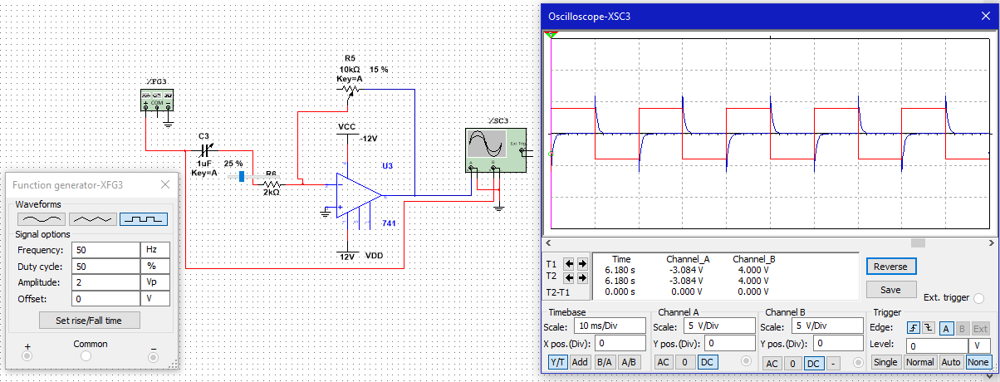 XFG3
COM
C3
1uF
Key=A
25 %
R6
2kΩ
R5
10kΩ
15 %
Key=A
VCC
-12V
U3
741
12V
VDD
XSC3
Ext Trig
A
B
Function generator-XFG3
Waveforms
Signal options
Frequency: 50 Hz
Duty cycle: 50 %
Amplitude: 2 Vp
Offset: 0 V
Set rise/Fall time
+ Common −
Oscilloscope-XSC3
Time Channel_A Channel_B
T1 6.180 s -3.084 V 4.000 V
T2 6.180 s -3.084 V 4.000 V
T2-T1 0.000 s 0.000 V 0.000 V
Reverse
Save
Ext. trigger
Timebase
Scale: 10 ms/Div
X pos.(Div): 0
Y/T Add B/A A/B
Channel A
Scale: 5 V/Div
Y pos.(Div): 0
AC 0 DC
Channel B
Scale: 5 V/Div
Y pos.(Div): 0
AC 0 DC -
Trigger
Edge: A B Ext
Level: 0 V
Single Normal Auto None